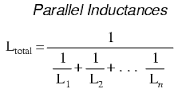 Parallel Inductances
L_total = 1 / (1/L_1 + 1/L_2 + . . . 1/L_n)